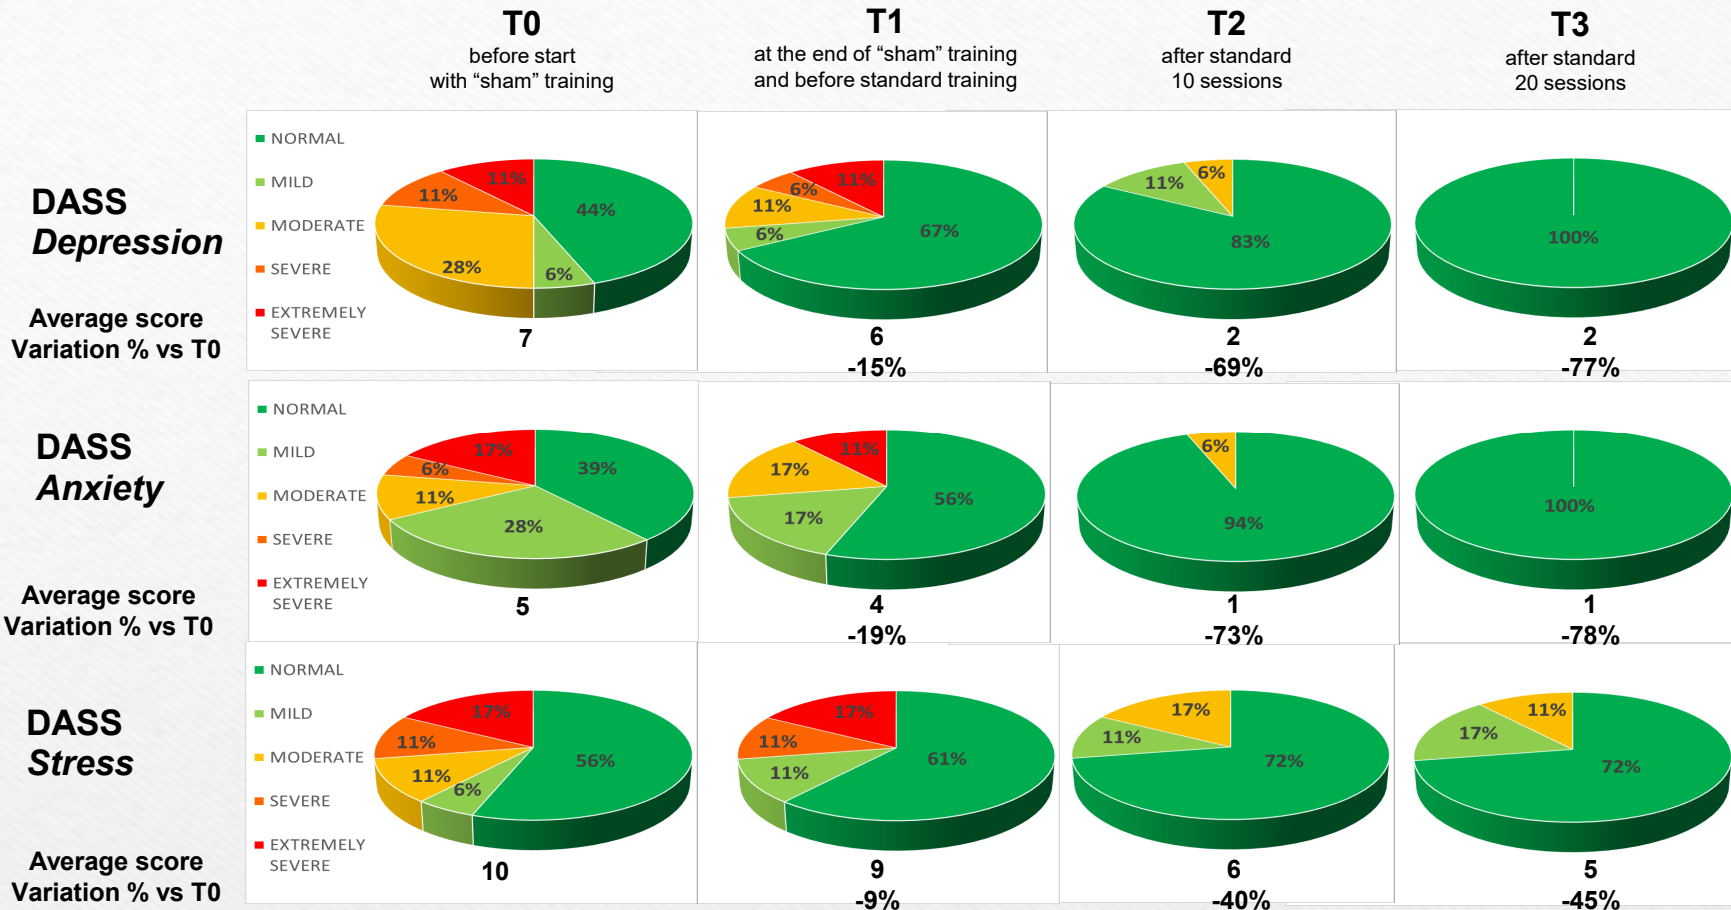 T0
before start
with “sham” training
T1
at the end of “sham” training
and before standard training
T2
after standard
10 sessions
T3
after standard
20 sessions
DASS
Depression
Average score
Variation % vs T0
NORMAL
MILD
MODERATE
SEVERE
EXTREMELY
SEVERE
11%
11%
44%
28%
6%
7
11%
6%
11%
6%
67%
6
-15%
6%
11%
83%
2
-69%
100%
2
-77%
DASS
Anxiety
Average score
Variation % vs T0
NORMAL
MILD
MODERATE
SEVERE
EXTREMELY
SEVERE
17%
6%
39%
11%
28%
5
11%
17%
56%
17%
4
-19%
6%
94%
1
-73%
100%
1
-78%
DASS
Stress
Average score
Variation % vs T0
NORMAL
MILD
MODERATE
SEVERE
EXTREMELY
SEVERE
17%
11%
56%
11%
6%
10
17%
11%
61%
11%
9
-9%
17%
11%
72%
6
-40%
11%
17%
72%
5
-45%